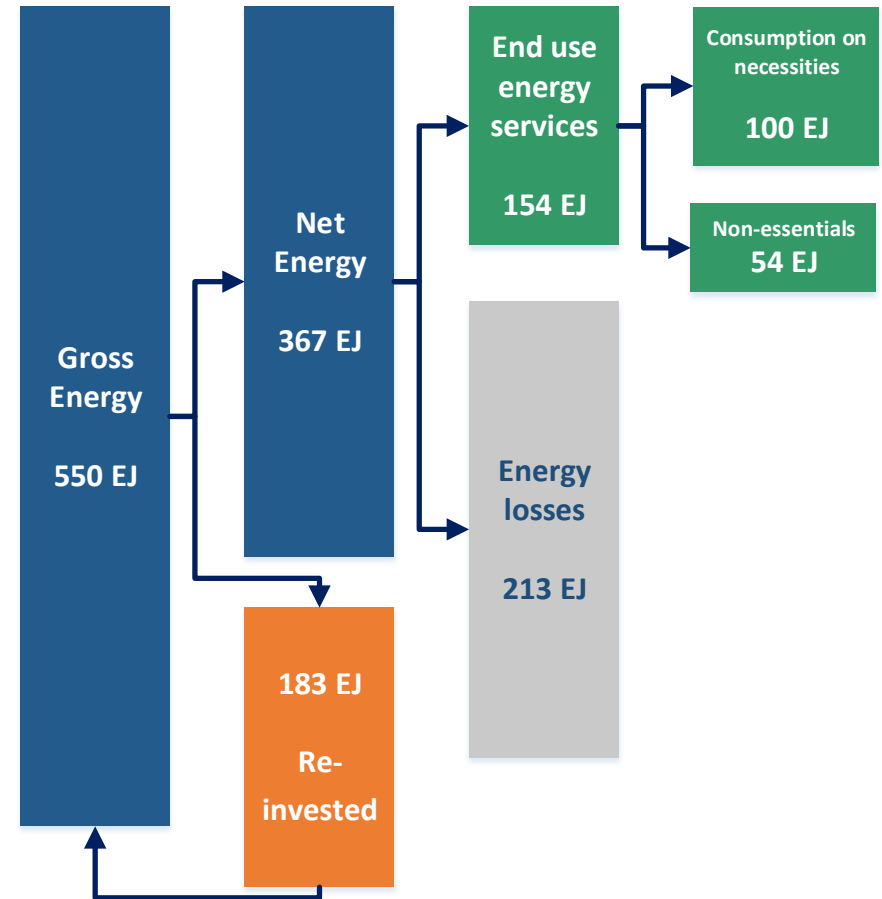 Gross
Energy
550 EJ
Net
Energy
367 EJ
183 EJ
Re-
invested
End use
energy
services
154 EJ
Energy
losses
213 EJ
Consumption on
necessities
100 EJ
Non-essentials
54 EJ